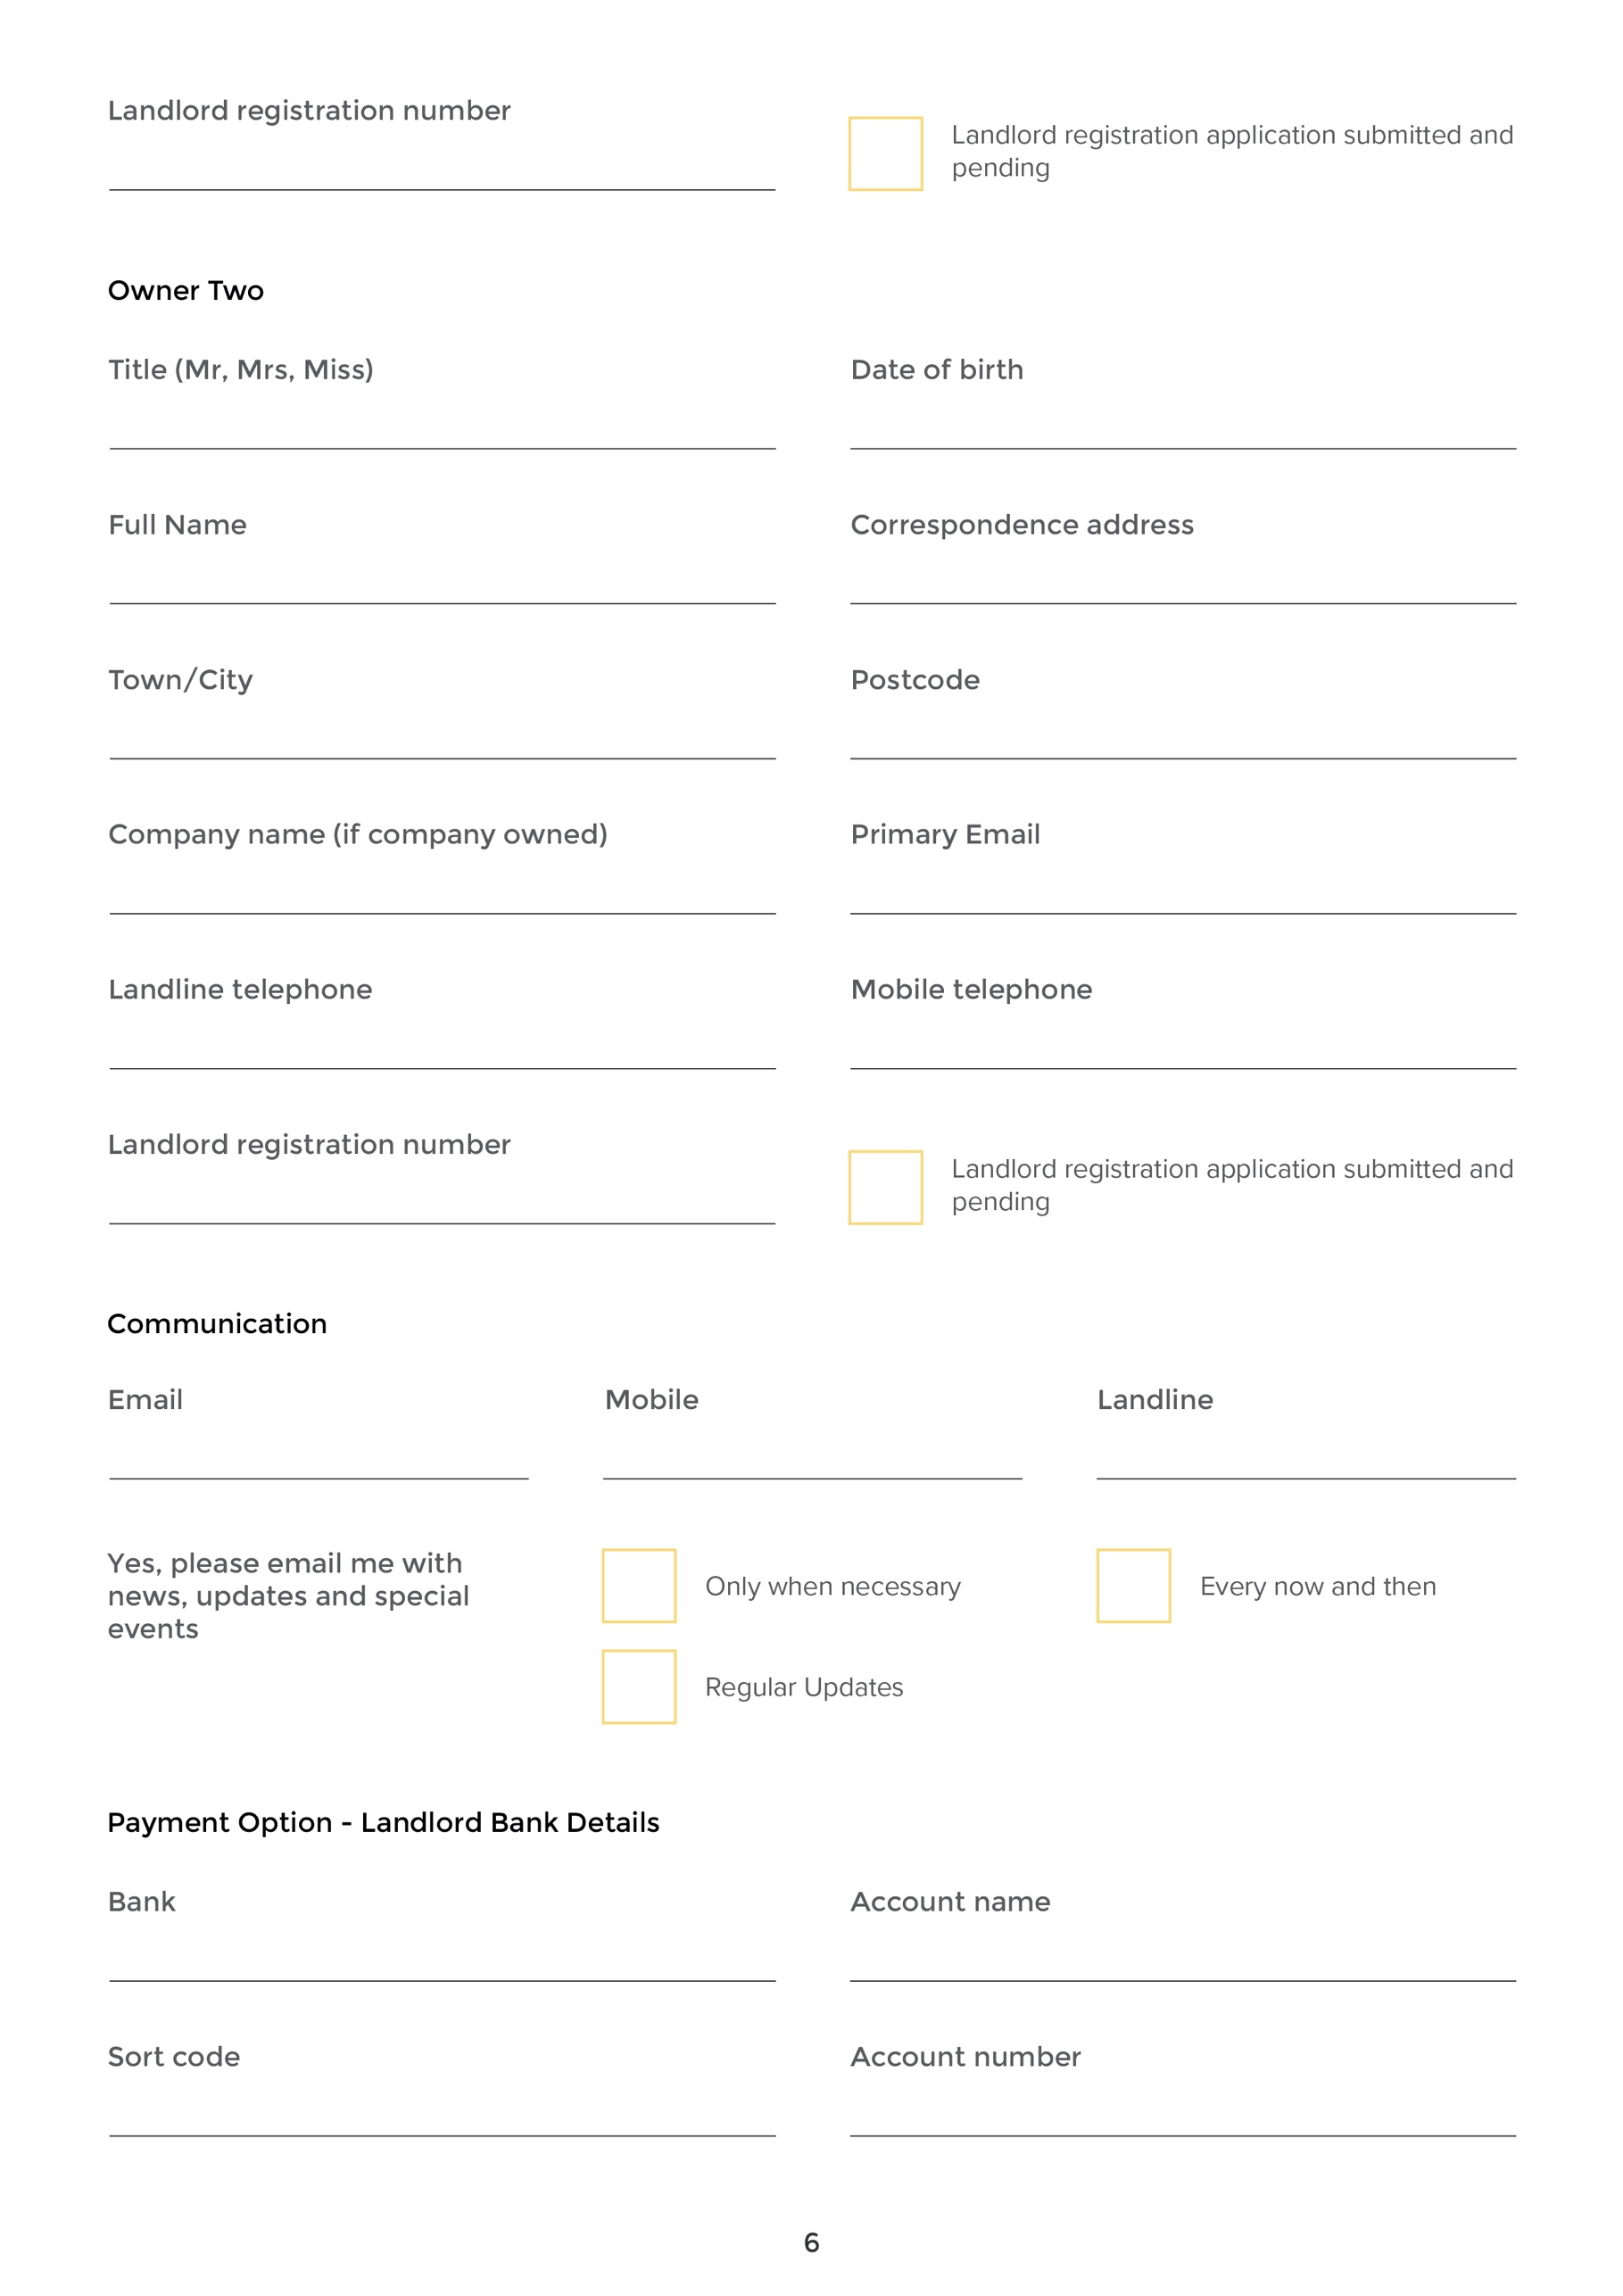 Landlord registration number
Landlord registration application submitted and
pending
Owner Two
Title (Mr, Mrs, Miss)
Date of birth
Full Name
Correspondence address
Town/City
Postcode
Company name (if company owned)
Primary Email
Landline telephone
Mobile telephone
Landlord registration number
Landlord registration application submitted and
pending
Communication
Email
Mobile
Landline
Yes, please email me with
news, updates and special
events
Only when necessary
Every now and then
Regular Updates
Payment Option - Landlord Bank Details
Bank
Account name
Sort code
Account number
6